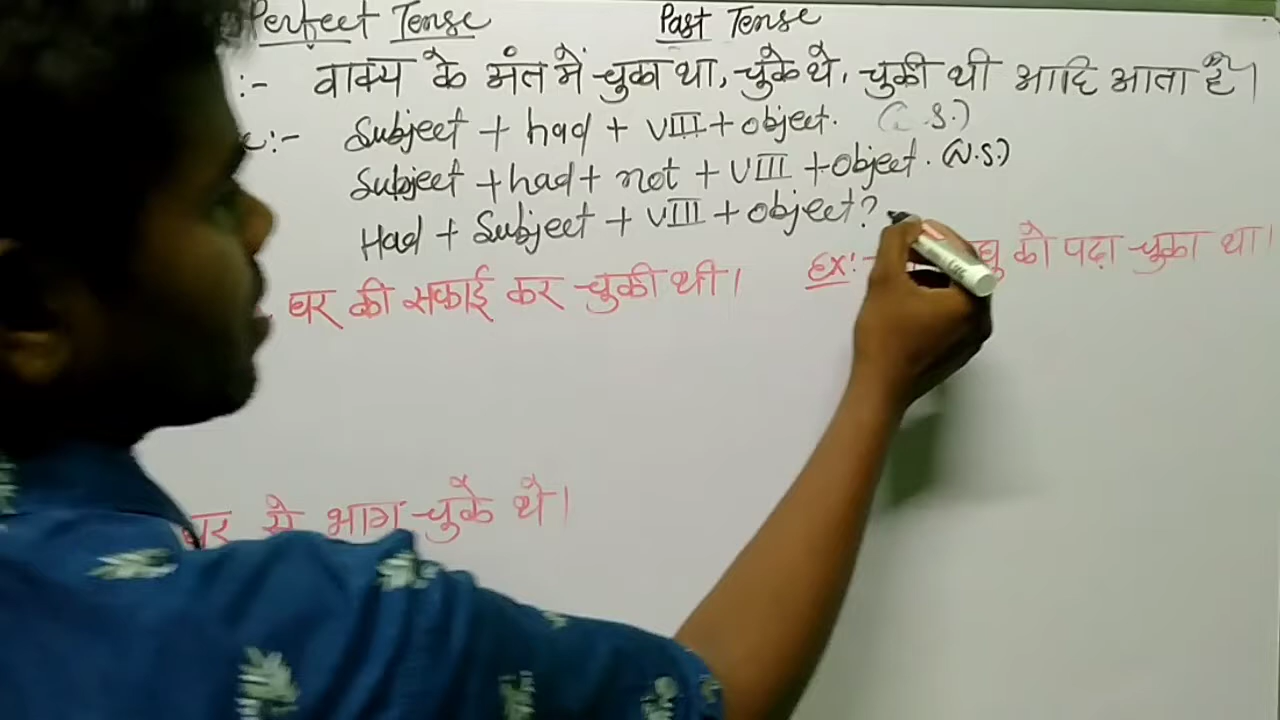 Perfect Tense Past Tense
:- वाक्य के अंत में चुका था, चुके थे, चुकी थी आदि आता है।
:- Subject + had + VIII + object. ( S.)
Subject + had + not + VIII + object. (N.S.)
Had + Subject + VIII + object?
Ex:- को पढ़ा चुका था।
घर की सफाई कर चुकी थी।
घर से भाग चुके थे।